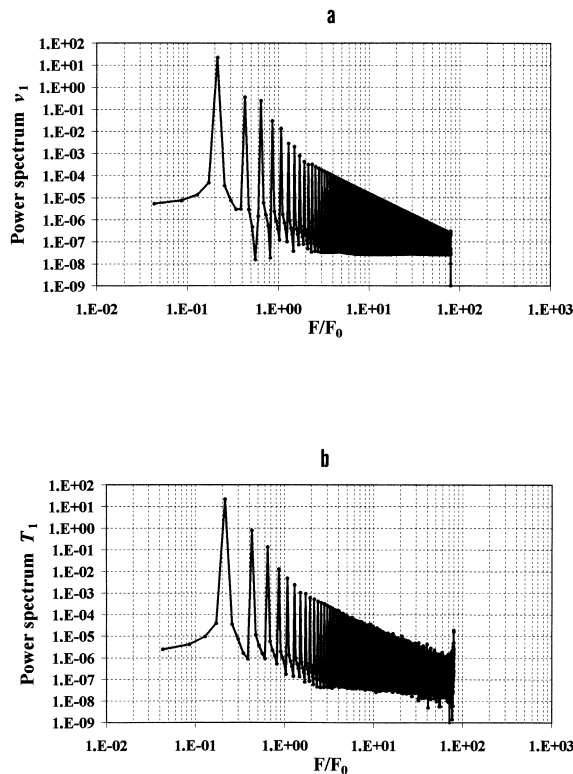 a
1.E+02
1.E+01
1.E+00
1.E-01
1.E-02
1.E-03
1.E-04
1.E-05
1.E-06
1.E-07
1.E-08
1.E-09
Power spectrum v1
1.E-02 1.E-01 1.E+00 1.E+01 1.E+02 1.E+03
F/F0
b
1.E+02
1.E+01
1.E+00
1.E-01
1.E-02
1.E-03
1.E-04
1.E-05
1.E-06
1.E-07
1.E-08
1.E-09
Power spectrum T1
1.E-02 1.E-01 1.E+00 1.E+01 1.E+02 1.E+03
F/F0